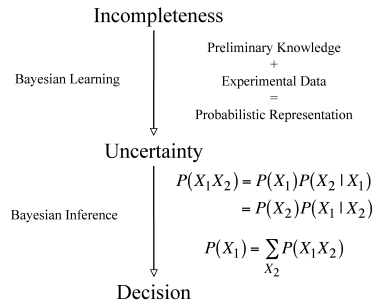 Incompleteness
Preliminary Knowledge
+
Bayesian Learning
Experimental Data
=
Probabilistic Representation
Uncertainty
P(X₁X₂) = P(X₁)P(X₂ | X₁)
= P(X₂)P(X₁ | X₂)
Bayesian Inference
P(X₁) = ∑ P(X₁X₂)
X₂
Decision